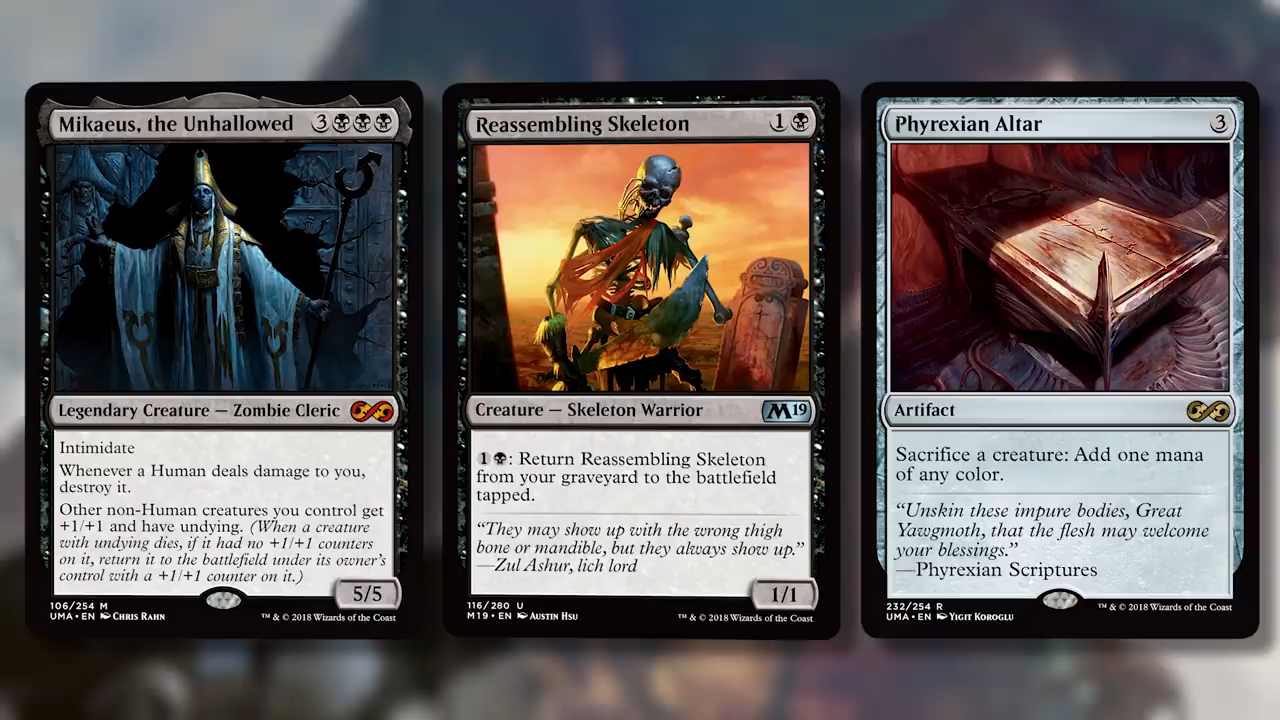 Mikaeus, the Unhallowed 3
Legendary Creature — Zombie Cleric
Intimidate
Whenever a Human deals damage to you,
destroy it.
Other non-Human creatures you control get
+1/+1 and have undying. (When a creature
with undying dies, if it had no +1/+1 counters
on it, return it to the battlefield under its owner's
control with a +1/+1 counter on it.)
5/5
106/254 M
UMA • EN Chris Rahn
™ & © 2018 Wizards of the Coast
Reassembling Skeleton 1
Creature — Skeleton Warrior
M19
1 : Return Reassembling Skeleton
from your graveyard to the battlefield
tapped.
“They may show up with the wrong thigh
bone or mandible, but they always show up.”
—Zul Ashur, lich lord
1/1
116/280 U
M19 • EN Austin Hsu
™ & © 2018 Wizards of the Coast
Phyrexian Altar 3
Artifact
Sacrifice a creature: Add one mana
of any color.
“Unskin these impure bodies, Great
Yawgmoth, that the flesh may welcome
your blessings.”
—Phyrexian Scriptures
232/254 R
UMA • EN Yigit Koroglu
™ & © 2018 Wizards of the Coast